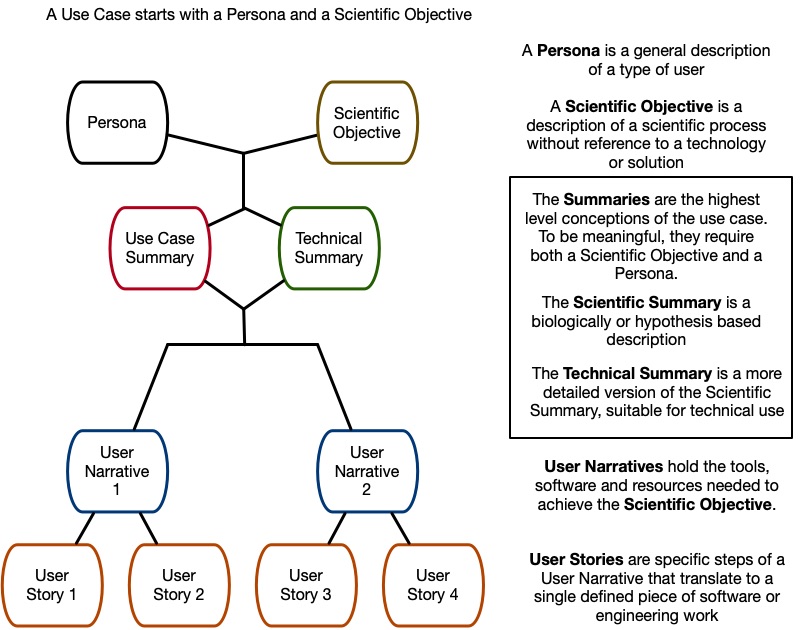 A Use Case starts with a Persona and a Scientific Objective
A Persona is a general description
of a type of user
Persona
Scientific
Objective
A Scientific Objective is a
description of a scientific process
without reference to a technology
or solution
Use Case
Summary
Technical
Summary
The Summaries are the highest
level conceptions of the use case.
To be meaningful, they require
both a Scientific Objective and a
Persona.
The Scientific Summary is a
biologically or hypothesis based
description
The Technical Summary is a more
detailed version of the Scientific
Summary, suitable for technical use
User
Narrative
1
User
Narrative
2
User Narratives hold the tools,
software and resources needed to
achieve the Scientific Objective.
User
Story 1
User
Story 2
User
Story 3
User
Story 4
User Stories are specific steps of a
User Narrative that translate to a
single defined piece of software or
engineering work